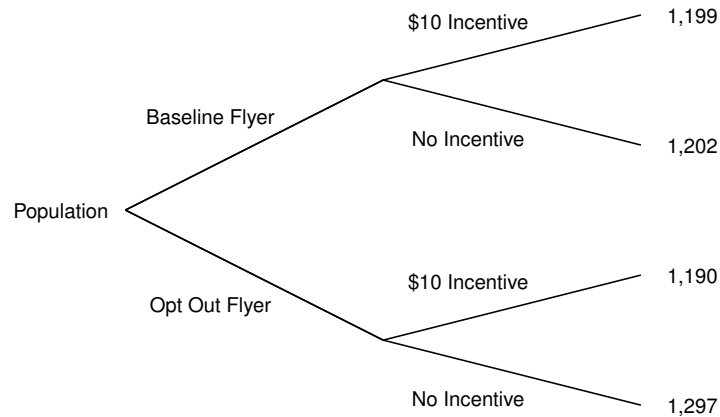 $10 Incentive
1,199
Baseline Flyer
No Incentive
1,202
Population
$10 Incentive
1,190
Opt Out Flyer
No Incentive
1,297